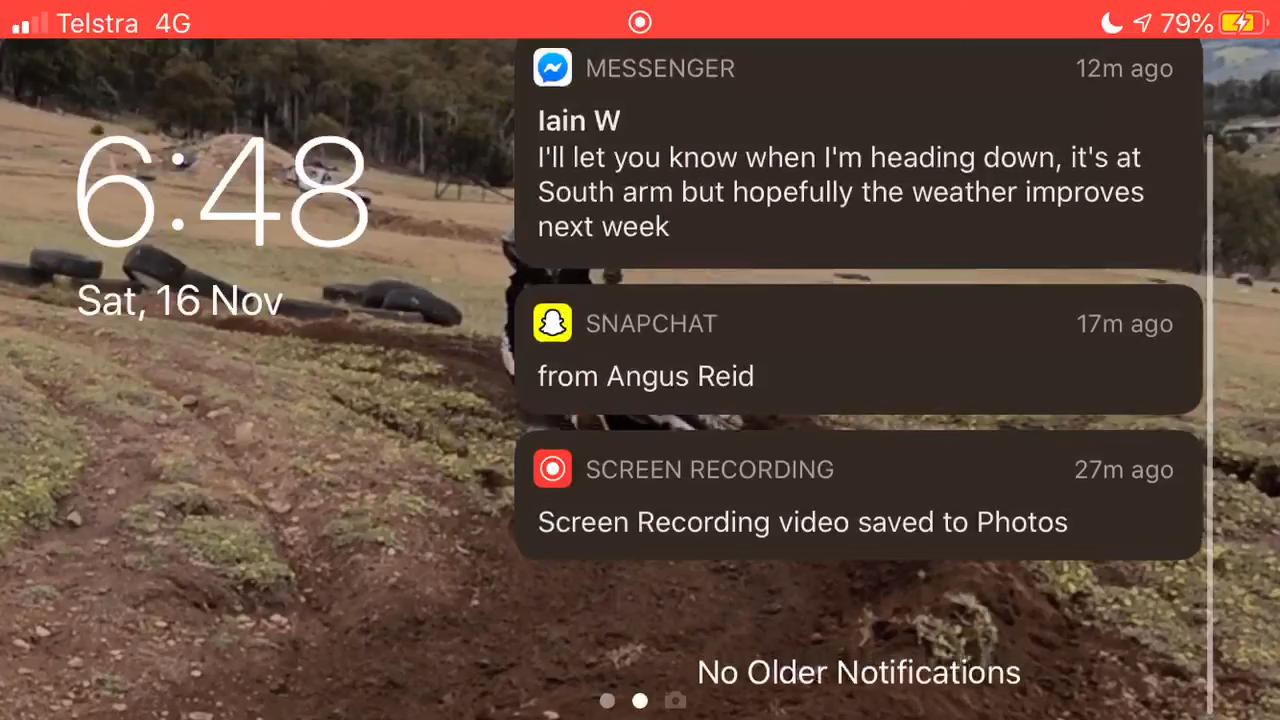 Telstra 4G
79%
6:48
Sat, 16 Nov
MESSENGER 12m ago
Iain W
I'll let you know when I'm heading down, it's at
South arm but hopefully the weather improves
next week
SNAPCHAT 17m ago
from Angus Reid
SCREEN RECORDING 27m ago
Screen Recording video saved to Photos
No Older Notifications